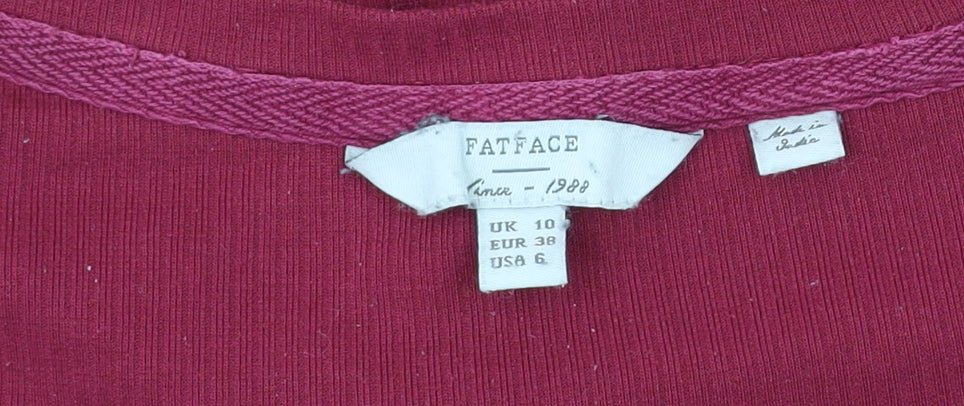 FATFACE
Since - 1988
UK 10
EUR 38
USA 6
Made in
India